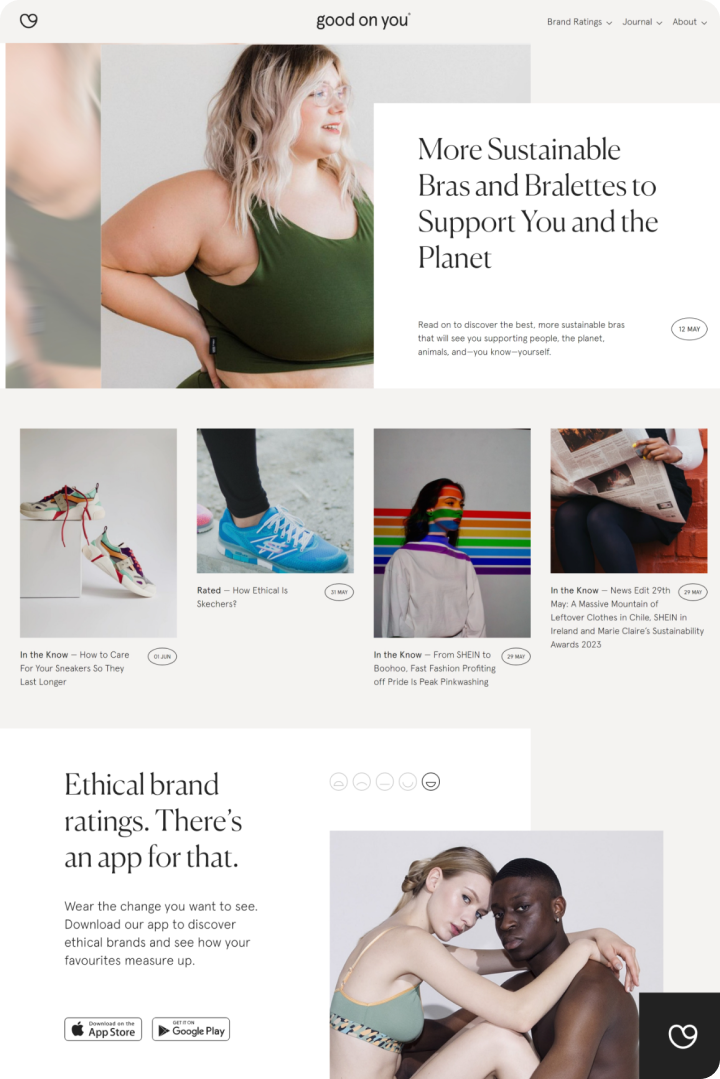 good on you®
Brand Ratings
Journal
About
More Sustainable
Bras and Bralettes to
Support You and the
Planet
Read on to discover the best, more sustainable bras
that will see you supporting people, the planet,
animals, and—you know—yourself.
12 MAY
In the Know — How to Care
For Your Sneakers So They
Last Longer
01 JUN
Rated — How Ethical Is
Skechers?
31 MAY
In the Know — From SHEIN to
Boohoo, Fast Fashion Profiting
off Pride Is Peak Pinkwashing
29 MAY
In the Know — News Edit 29th
May: A Massive Mountain of
Leftover Clothes in Chile, SHEIN in
Ireland and Marie Claire's Sustainability
Awards 2023
29 MAY
Ethical brand
ratings. There's
an app for that.
Wear the change you want to see.
Download our app to discover
ethical brands and see how your
favourites measure up.
Download on the
App Store
GET IT ON
Google Play